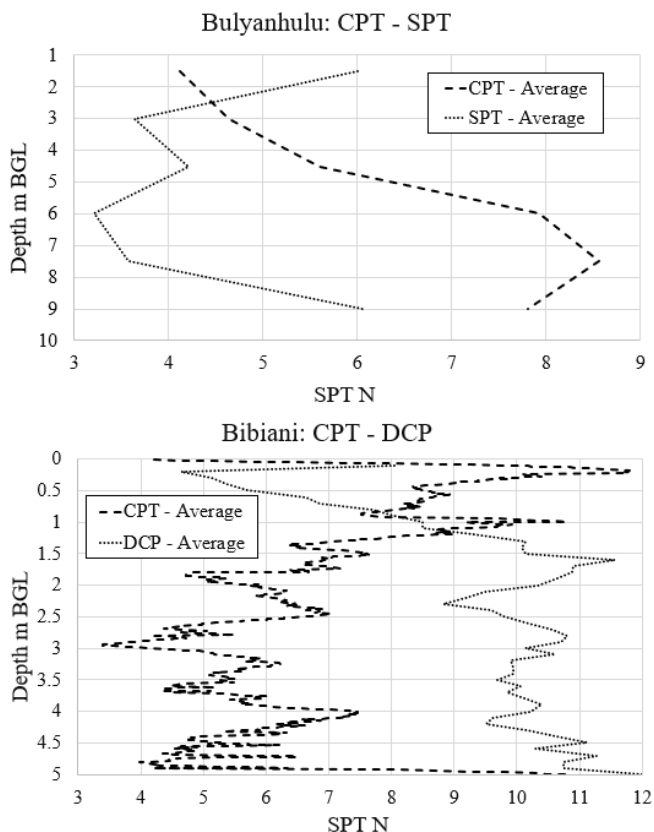 Bulyanhulu: CPT - SPT
1
2
3
4
5
6
7
8
9
10
Depth m BGL
CPT - Average
SPT - Average
3 4 5 6 7 8 9
SPT N
Bibiani: CPT - DCP
0
0.5
1
1.5
2
2.5
3
3.5
4
4.5
5
Depth m BGL
CPT - Average
DCP - Average
3 4 5 6 7 8 9 10 11 12
SPT N